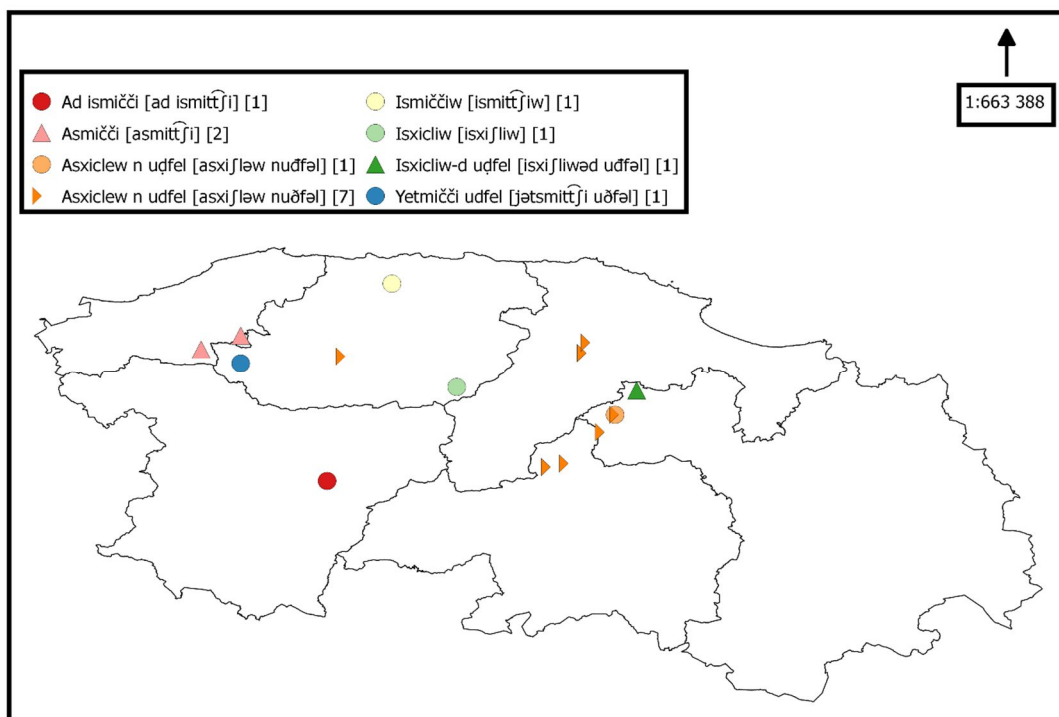 Ad ismičči [ad ismitt͡ʃi] [1]
Asmičči [asmitt͡ʃi] [2]
Asxiclew n uḍfel [asxiʃləw nuđfəl] [1]
Asxiclew n udfel [asxiʃləw nuðfəl] [7]
Ismiččiw [ismitt͡ʃiw] [1]
Isxicliw [isxiʃliw] [1]
Isxicliw-d uḍfel [isxiʃliwəd uđfəl] [1]
Yetmičči udfel [jətsmitt͡ʃi uðfəl] [1]
1:663 388